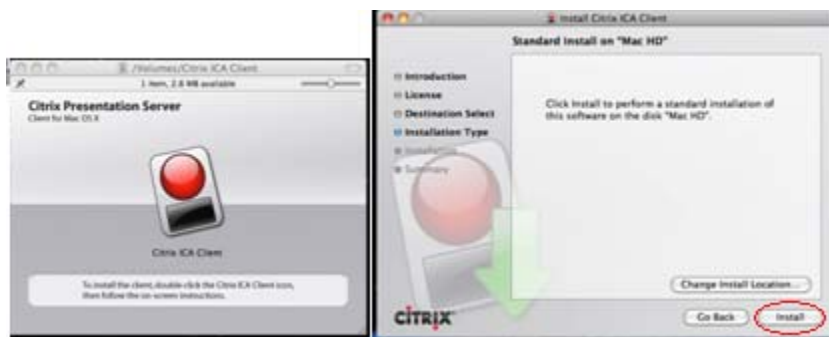 /Volumes/Citrix ICA Client
1 item, 2.8 MB available
Citrix Presentation Server
Client for Mac OS X
Citrix ICA Client
To install the client, double-click the Citrix ICA Client icon,
then follow the on-screen instructions.
Install Citrix ICA Client
Standard Install on "Mac HD"
Introduction
License
Destination Select
Installation Type
Installation
Summary
Click Install to perform a standard installation of
this software on the disk "Mac HD".
Change Install Location...
CITRIX
Go Back
Install